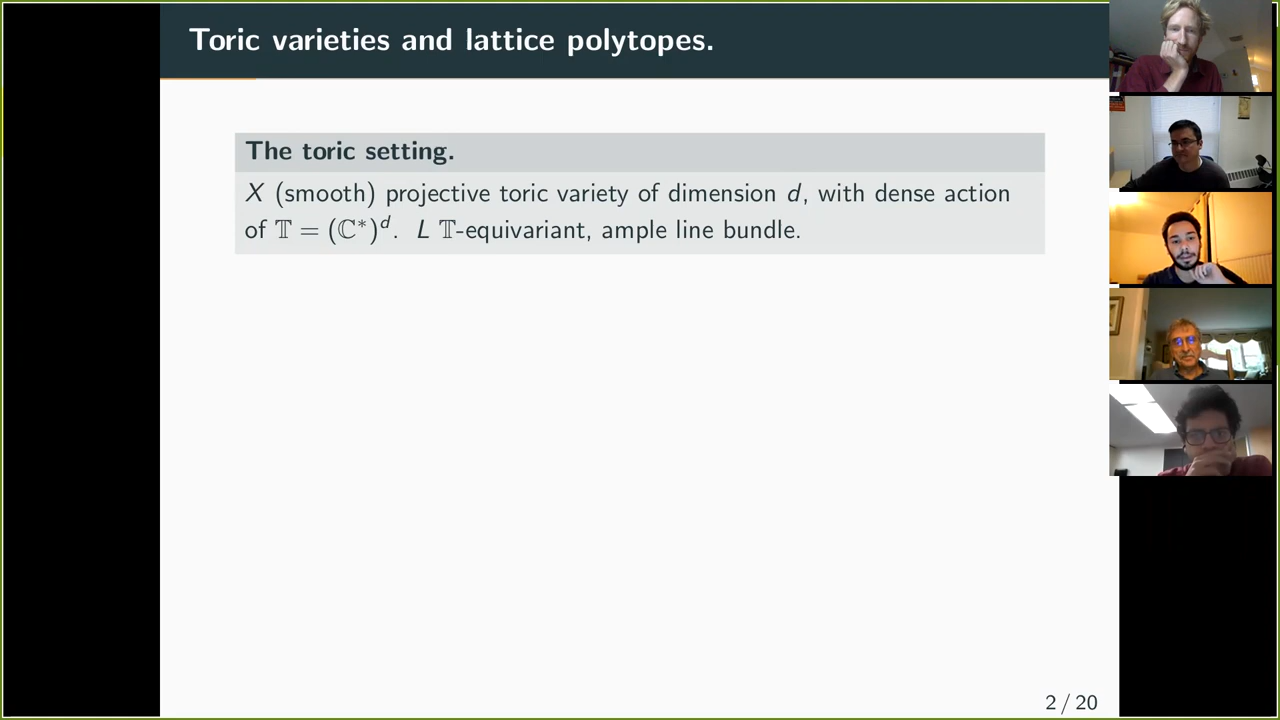 Toric varieties and lattice polytopes.
The toric setting.
X (smooth) projective toric variety of dimension d, with dense action
of 𝕋 = (ℂ*)ᵈ. L 𝕋-equivariant, ample line bundle.
2 / 20